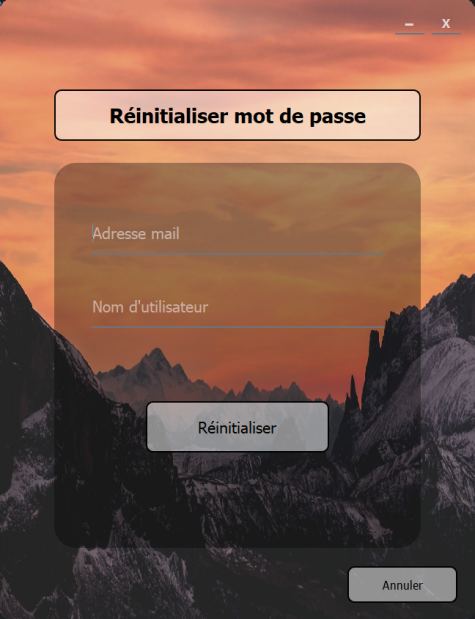 – x
Réinitialiser mot de passe
Adresse mail
Nom d'utilisateur
Réinitialiser
Annuler